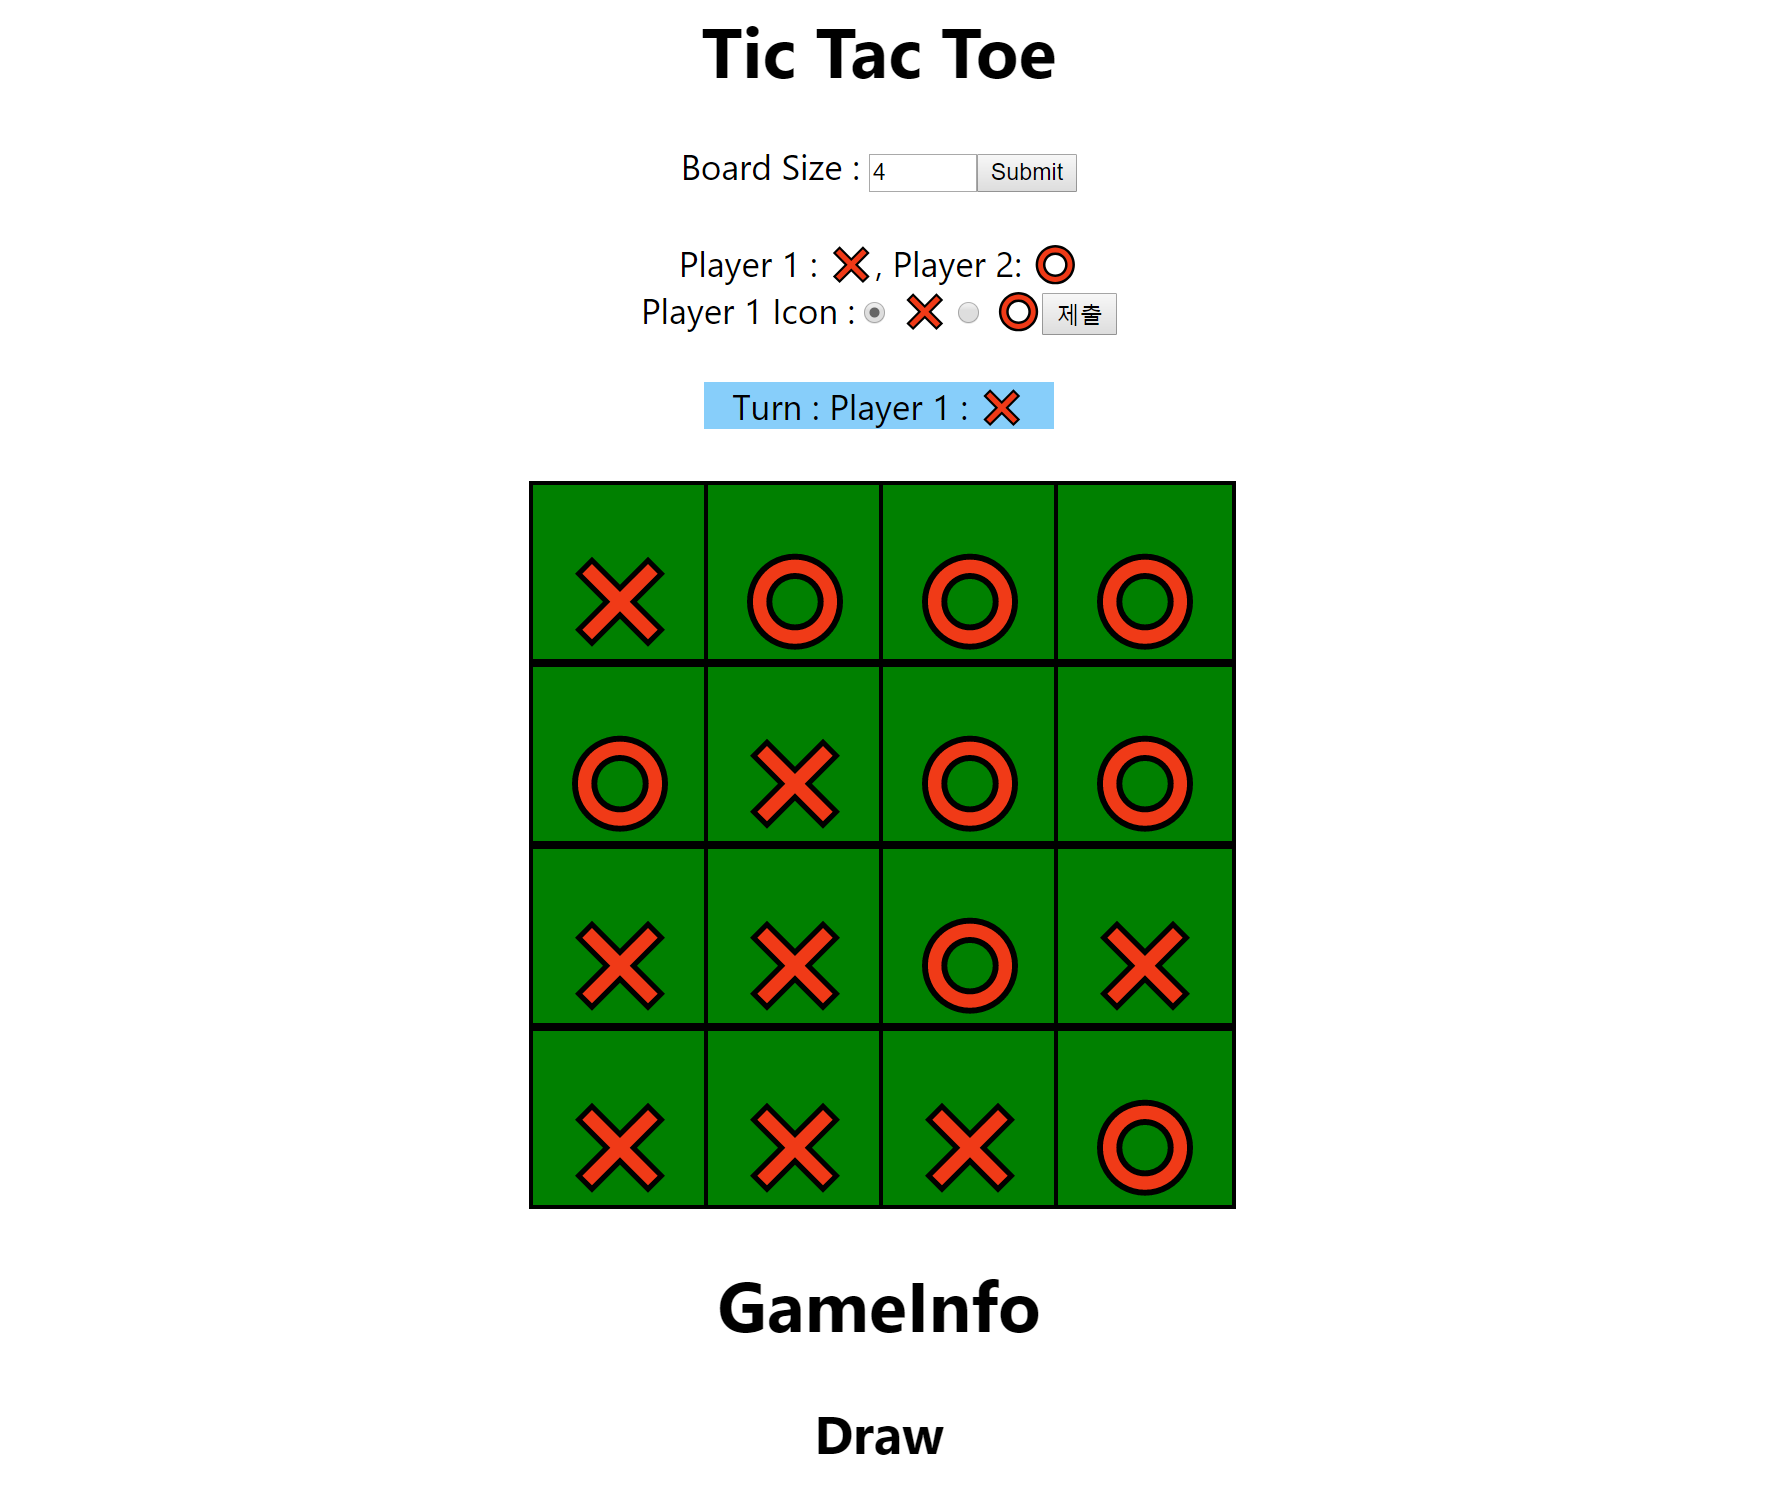 Tic Tac Toe
Board Size : 4 Submit
Player 1 : ❌, Player 2: ⭕
Player 1 Icon : ❌ ⭕ 제출
Turn : Player 1 : ❌
❌ ⭕ ⭕ ⭕
⭕ ❌ ⭕ ⭕
❌ ❌ ⭕ ❌
❌ ❌ ❌ ⭕
GameInfo
Draw